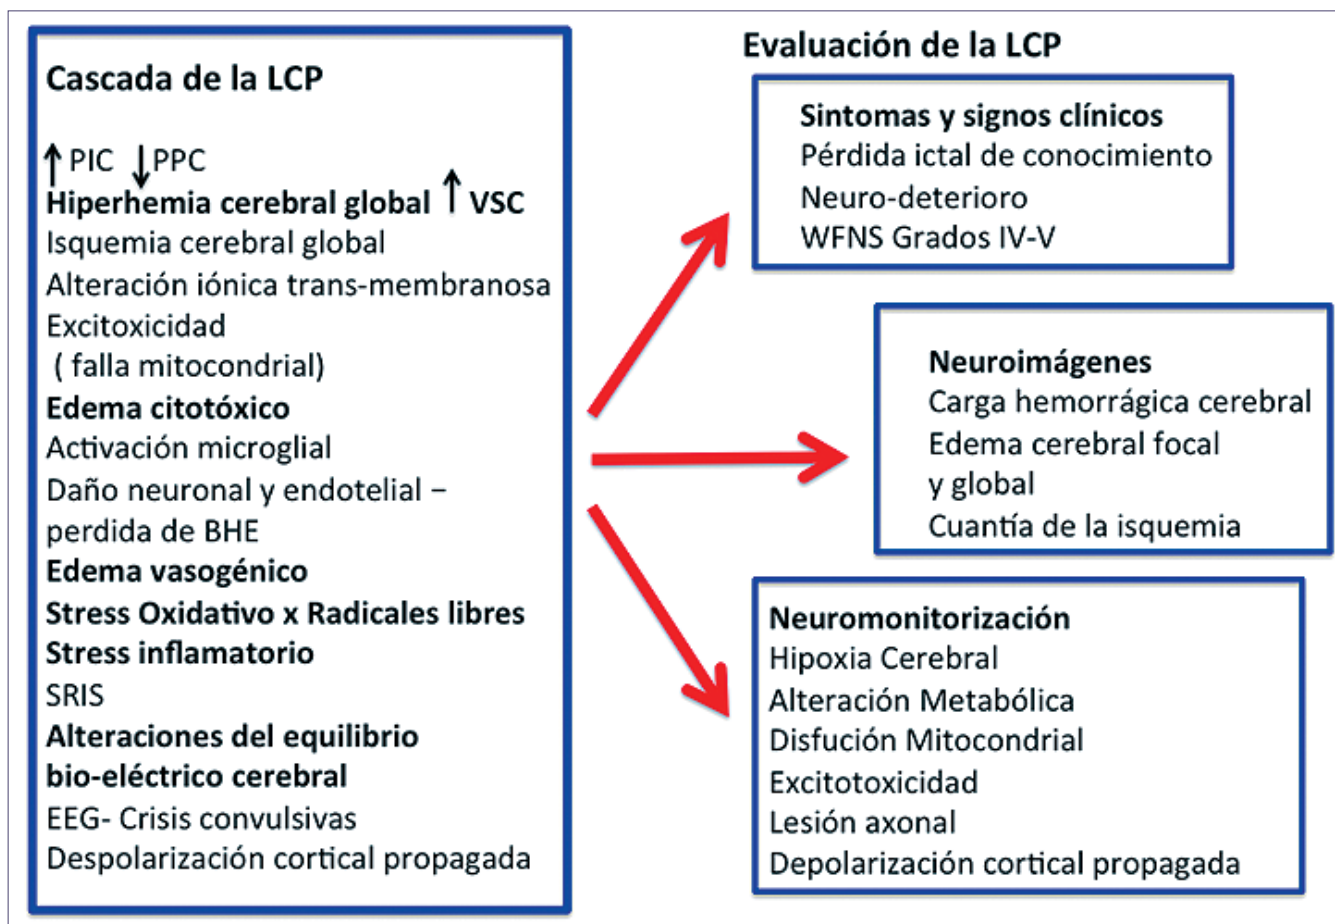 Cascada de la LCP
↑ PIC ↓ PPC
Hiperhemia cerebral global ↑ VSC
Isquemia cerebral global
Alteración iónica trans-membranosa
Excitoxicidad
( falla mitocondrial)
Edema citotóxico
Activación microglial
Daño neuronal y endotelial –
perdida de BHE
Edema vasogénico
Stress Oxidativo x Radicales libres
Stress inflamatorio
SRIS
Alteraciones del equilibrio
bio-eléctrico cerebral
EEG- Crisis convulsivas
Despolarización cortical propagada
Evaluación de la LCP
Sintomas y signos clínicos
Pérdida ictal de conocimiento
Neuro-deterioro
WFNS Grados IV-V
Neuroimágenes
Carga hemorrágica cerebral
Edema cerebral focal
y global
Cuantía de la isquemia
Neuromonitorización
Hipoxia Cerebral
Alteración Metabólica
Disfución Mitocondrial
Excitotoxicidad
Lesión axonal
Depolarización cortical propagada